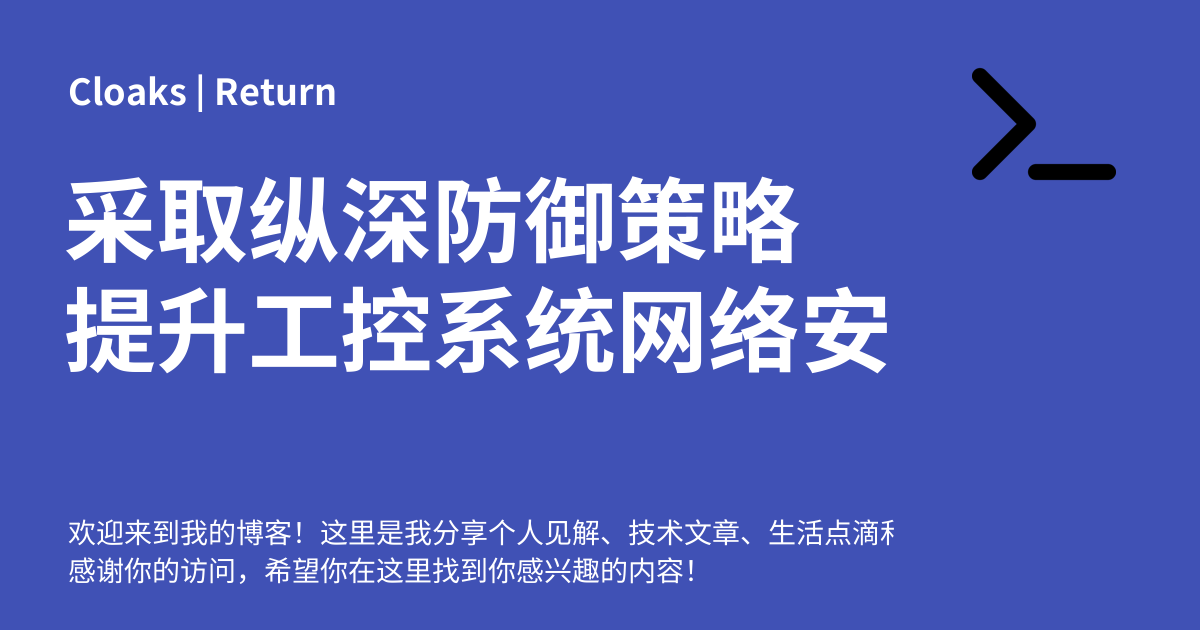 Cloaks | Return
采取纵深防御策略
提升工控系统网络安
欢迎来到我的博客！这里是我分享个人见解、技术文章、生活点滴
感谢你的访问，希望你在这里找到你感兴趣的内容！